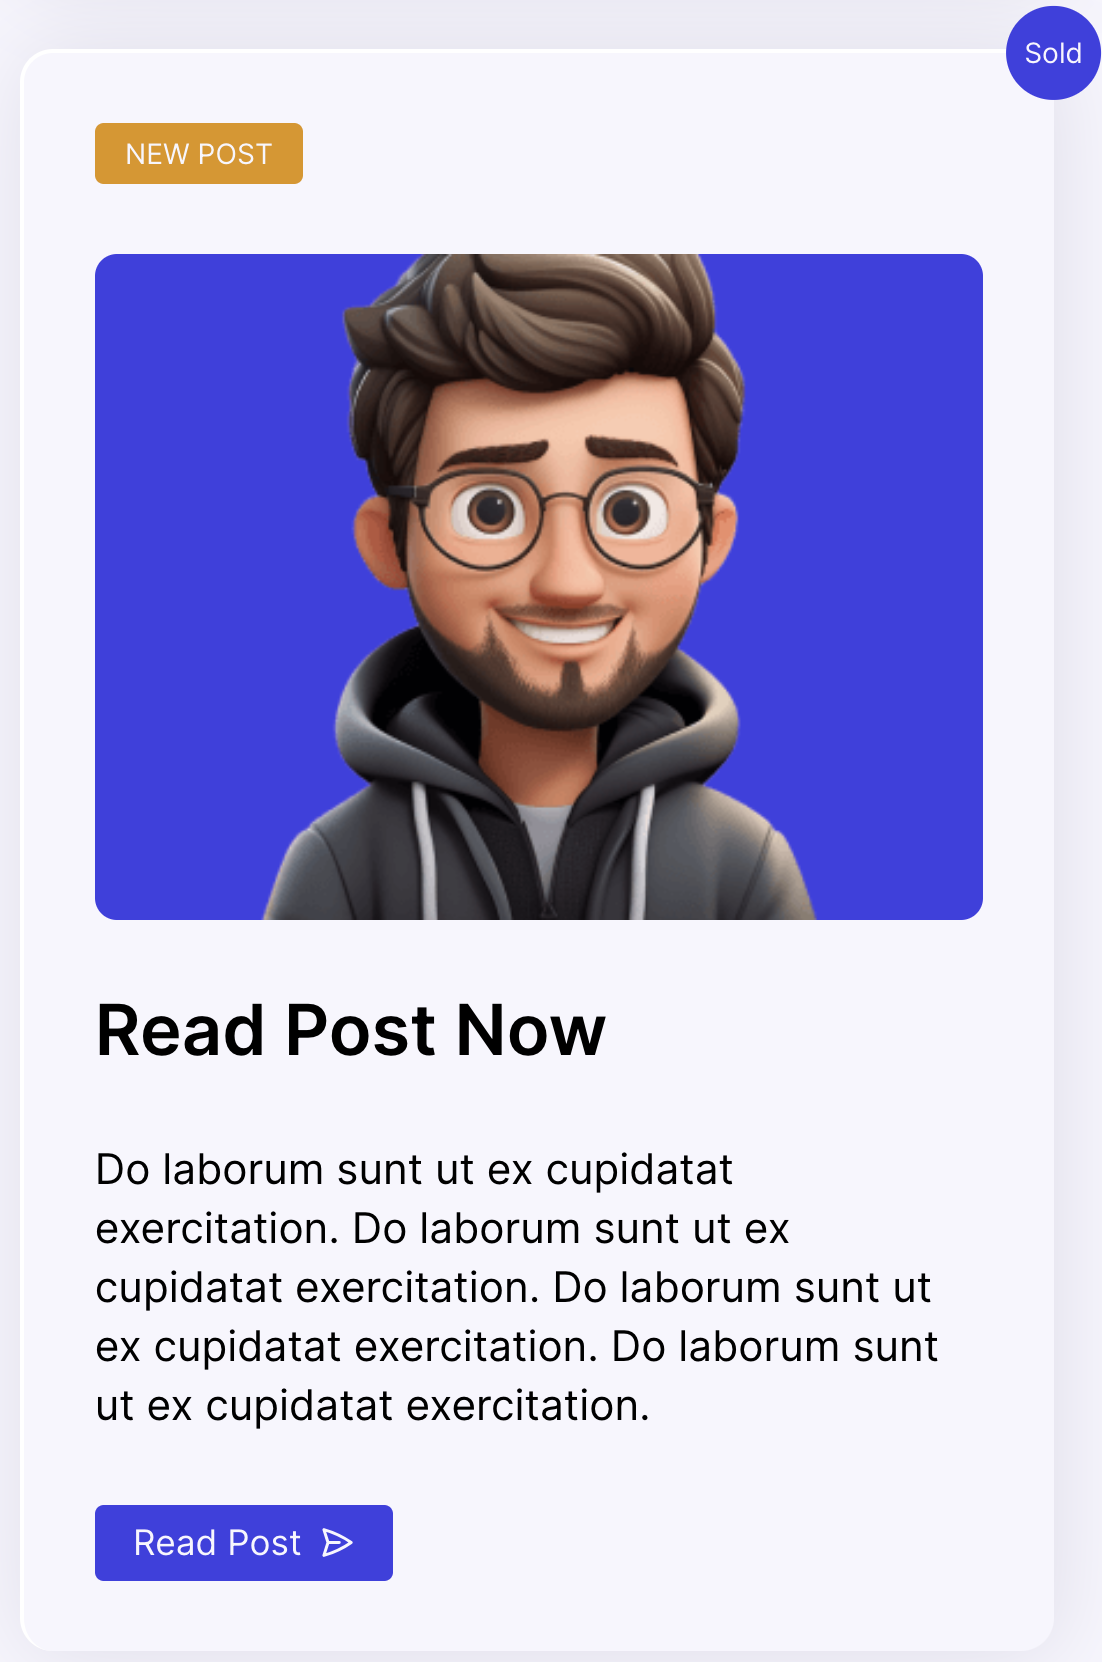 Sold
NEW POST
Read Post Now
Do laborum sunt ut ex cupidatat
exercitation. Do laborum sunt ut ex
cupidatat exercitation. Do laborum sunt ut
ex cupidatat exercitation. Do laborum sunt
ut ex cupidatat exercitation.
Read Post